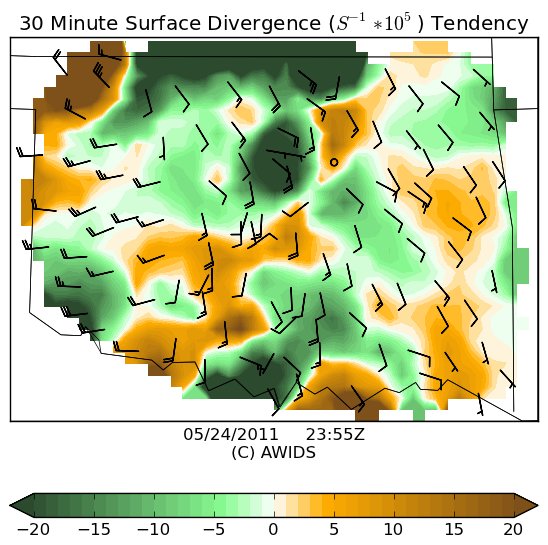 30 Minute Surface Divergence (S⁻¹ ∗10⁵ ) Tendency
05/24/2011 23:55Z
(C) AWIDS
−20 −15 −10 −5 0 5 10 15 20